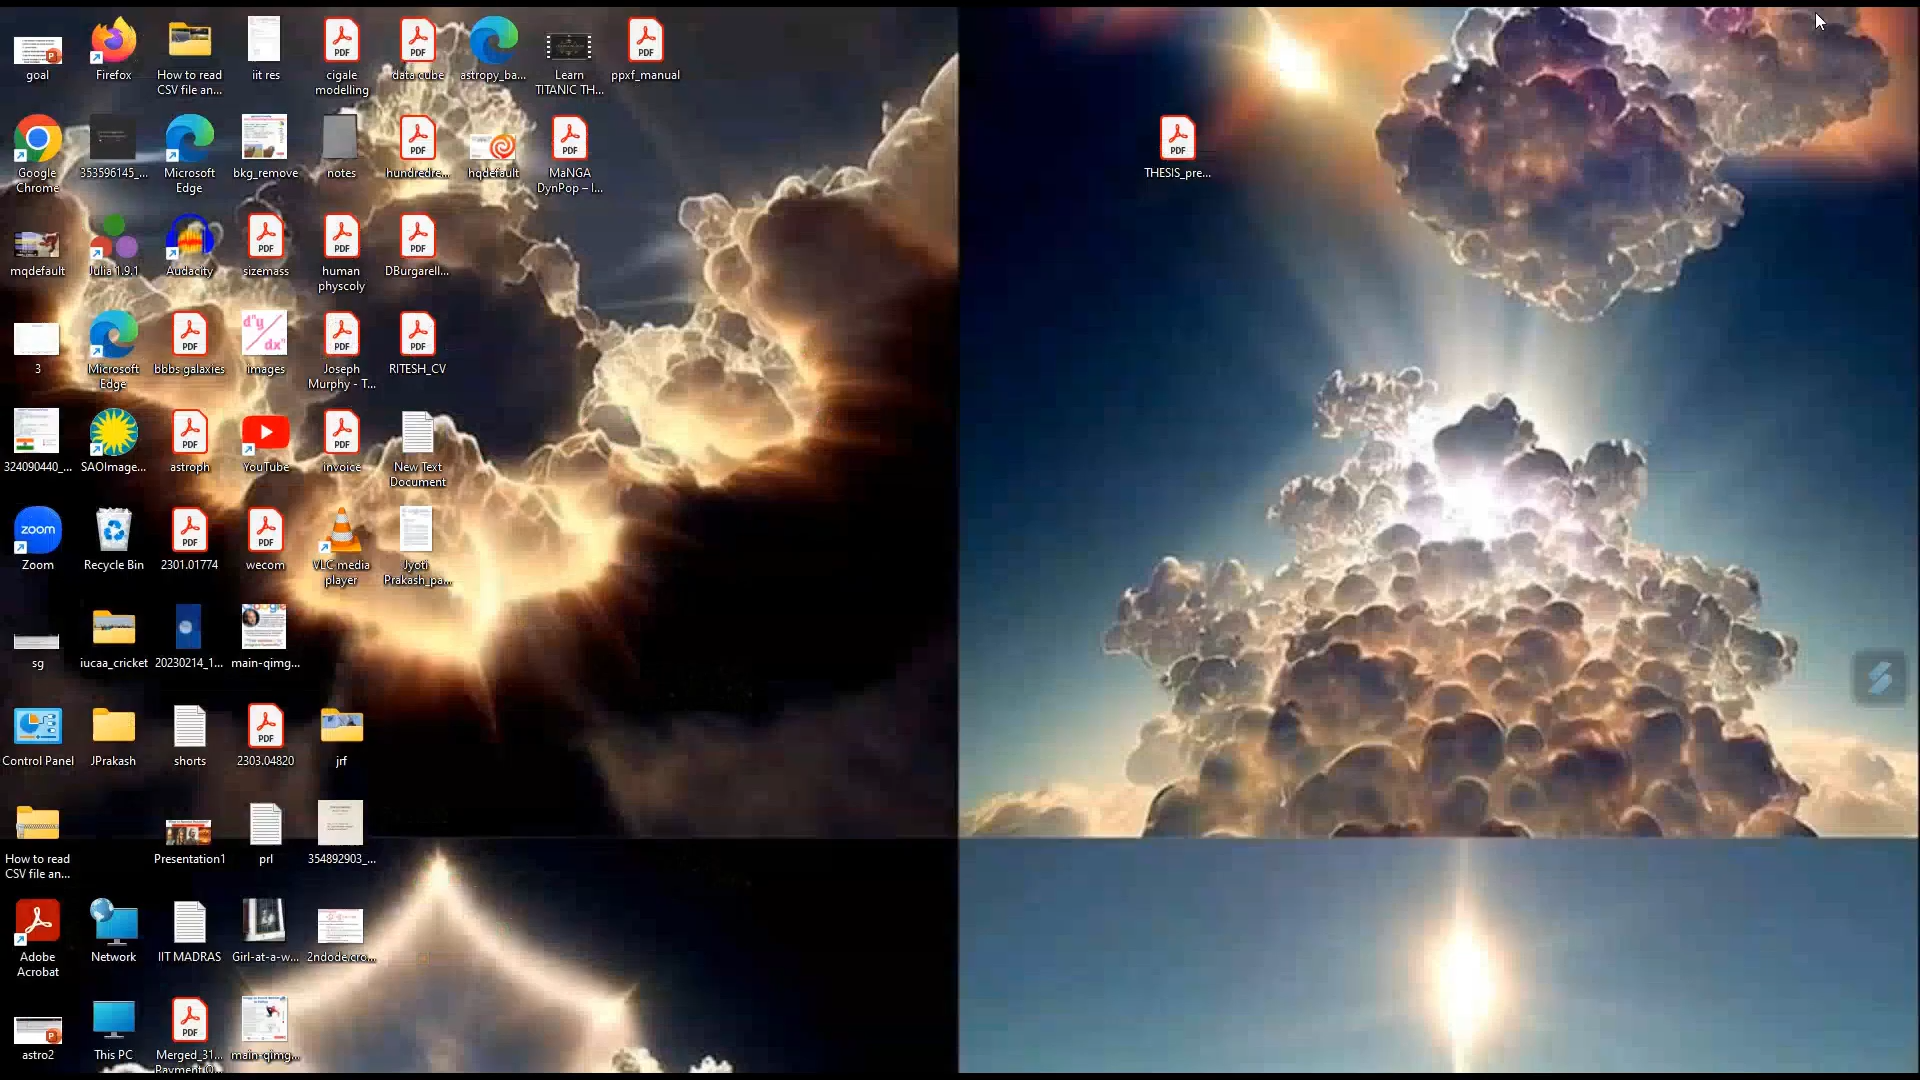 goal
Firefox
How to read
CSV file an...
iit res
cigale
modelling
data cube
astropy_ba...
Learn
TITANIC TH...
ppxf_manual
Google
Chrome
353596145_...
Microsoft
Edge
bkg_remove
notes
hundredre...
hqdefault
MaNGA
DynPop – I...
THESIS_pre...
mqdefault
Julia 1.9.1
Audacity
sizemass
human
physcoly
DBurgarell...
3
Microsoft
Edge
bbbs galaxies
images
Joseph
Murphy - T...
RITESH_CV
324090440_...
SAOImage...
astroph
YouTube
invoice
New Text
Document
Zoom
Recycle Bin
2301.01774
wecom
VLC media
player
Jyoti
Prakash_pa...
sg
iucaa_cricket
20230214_1...
main-qimg...
Control Panel
JPrakash
shorts
2303.04820
jrf
How to read
CSV file an...
Presentation1
prl
354892903_...
Adobe
Acrobat
Network
IIT MADRAS
Girl-at-a-w...
2ndode.cro...
astro2
This PC
Merged_31...
Payment_O...
main-qimg...